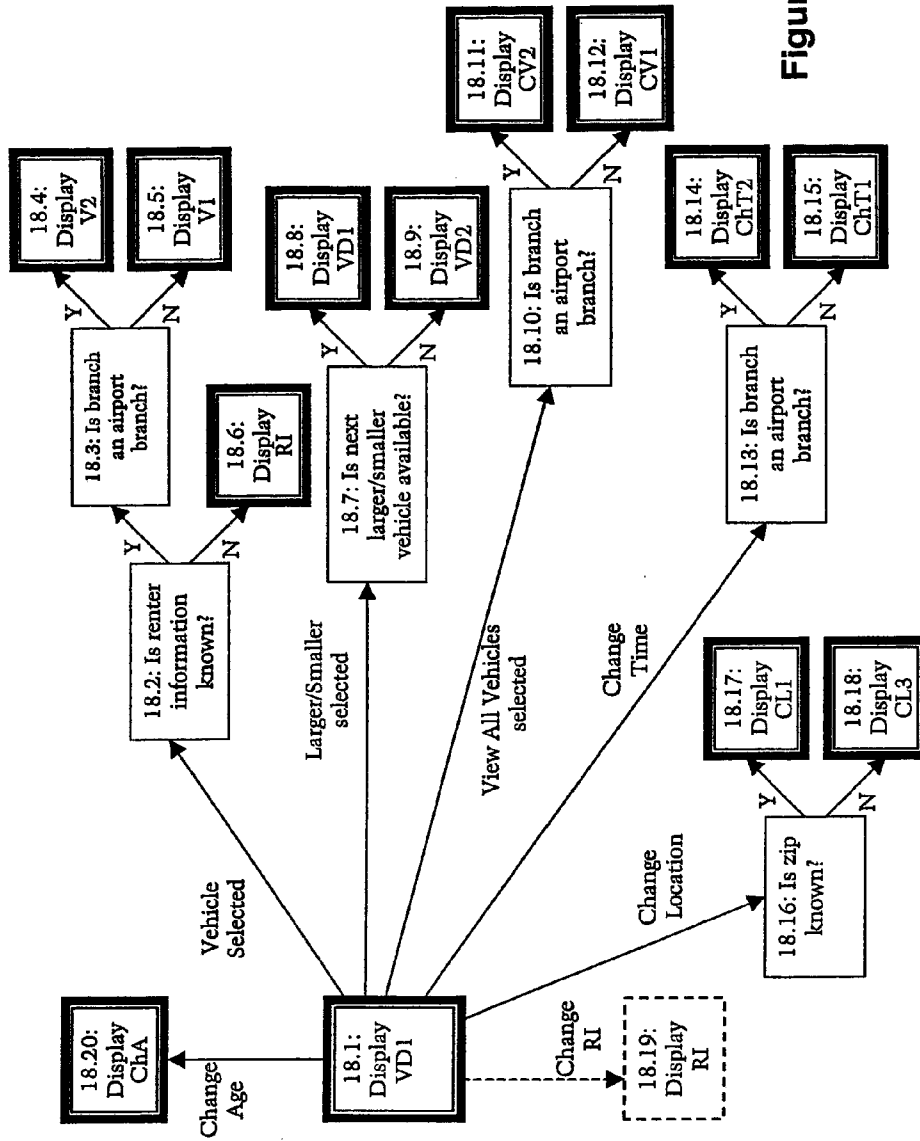 18.20:
Display
ChA
Change
Age
18.1:
Display
VD1
Change
RI
18.19:
Display
RI
Vehicle
Selected
18.2: Is renter
information
known?
Y
N
18.3: Is branch
an airport
branch?
Y
N
18.4:
Display
V2
18.5:
Display
V1
18.6:
Display
RI
Larger/Smaller
selected
18.7: Is next
larger/smaller
vehicle available?
Y
N
18.8:
Display
VD1
18.9:
Display
VD2
View All Vehicles
selected
18.10: Is branch
an airport
branch?
Y
N
18.11:
Display
CV2
18.12:
Display
CV1
Change
Time
18.13: Is branch
an airport
branch?
Y
N
18.14:
Display
ChT2
18.15:
Display
ChT1
Change
Location
18.16: Is zip
known?
Y
N
18.17:
Display
CL1
18.18:
Display
CL3